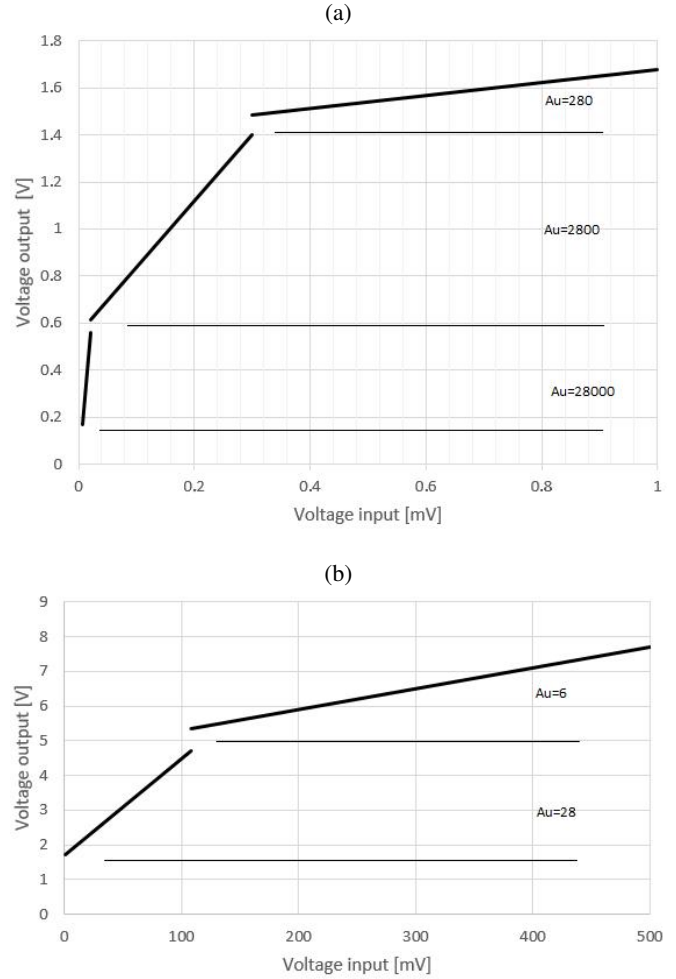 (a)
1.8
1.6
1.4
1.2
1
0.8
0.6
0.4
0.2
0
Voltage output [V]
Au=280
Au=2800
Au=28000
0 0.2 0.4 0.6 0.8 1
Voltage input [mV]
(b)
9
8
7
6
5
4
3
2
1
0
Voltage output [V]
Au=6
Au=28
0 100 200 300 400 500
Voltage input [mV]